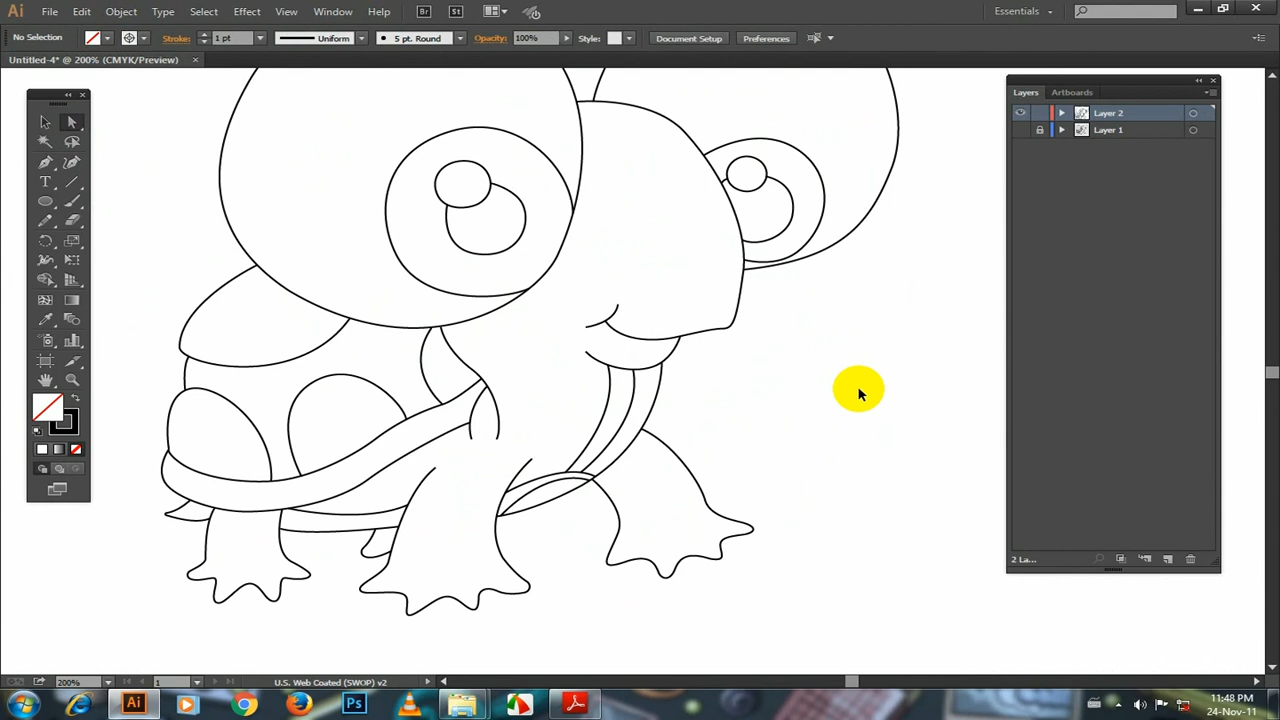 Ai File Edit Object Type Select Effect View Window Help Br St Essentials
No Selection Stroke: 1 pt Uniform 5 pt. Round Opacity: 100% Style: Document Setup Preferences
Untitled-4* @ 200% (CMYK/Preview) ×
Layers Artboards
Layer 2
Layer 1
T
2 La...
200% 1 U.S. Web Coated (SWOP) v2
Ai Ps 11:48 PM
24-Nov-11